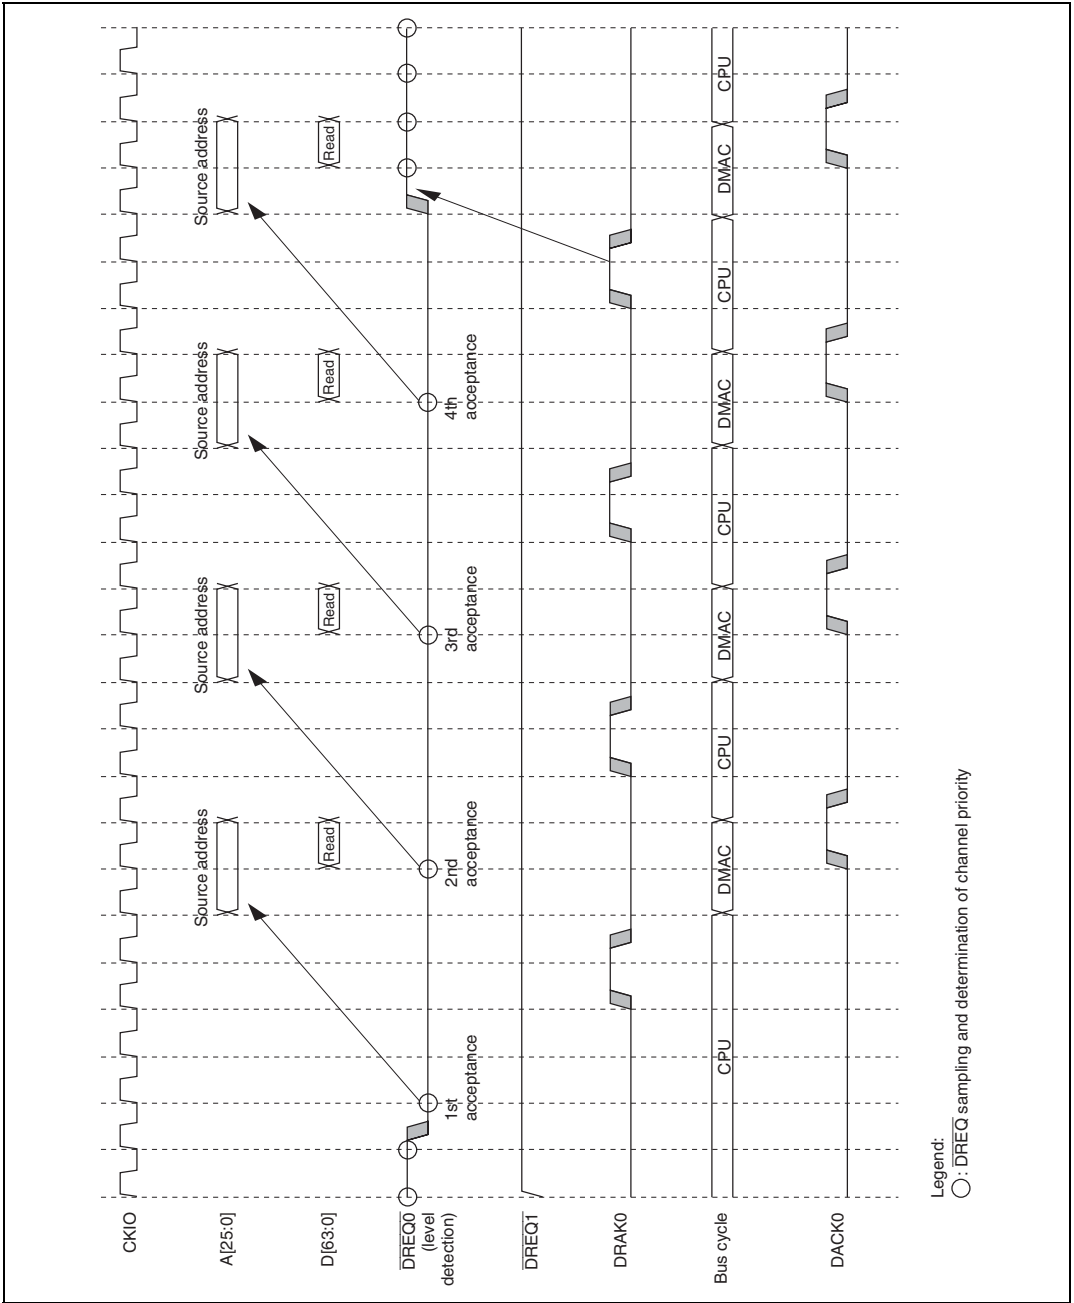 CKIO
A[25:0]
Source address
Source address
Source address
Source address
D[63:0]
Read
Read
Read
Read
DREQ0
(level
detection)
1st
acceptance
2nd
acceptance
3rd
acceptance
4th
acceptance
DREQ1
DRAK0
Bus cycle
CPU
DMAC
CPU
DMAC
CPU
DMAC
CPU
DMAC
CPU
DACK0
Legend:
: DREQ sampling and determination of channel priority